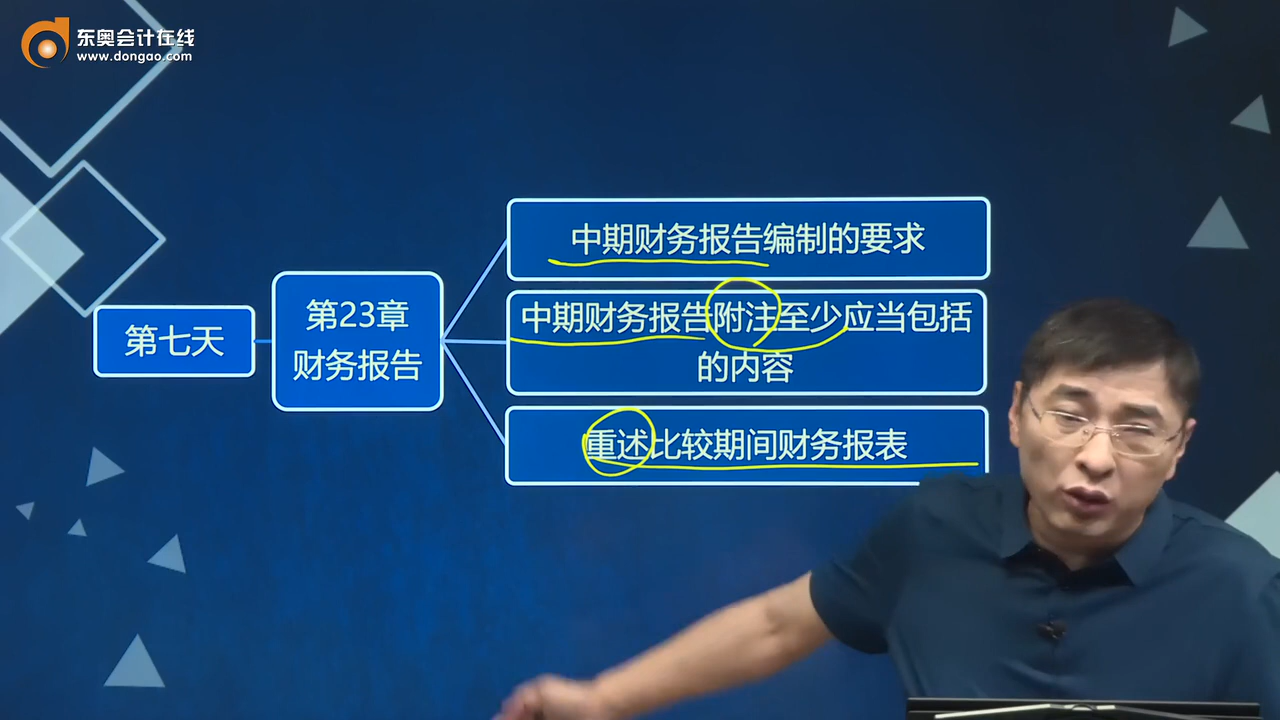 东奥会计在线
www.dongao.com
中期财务报告编制的要求
第七天
第23章
财务报告
中期财务报告附注至少应当包括
的内容
重述比较期间财务报表